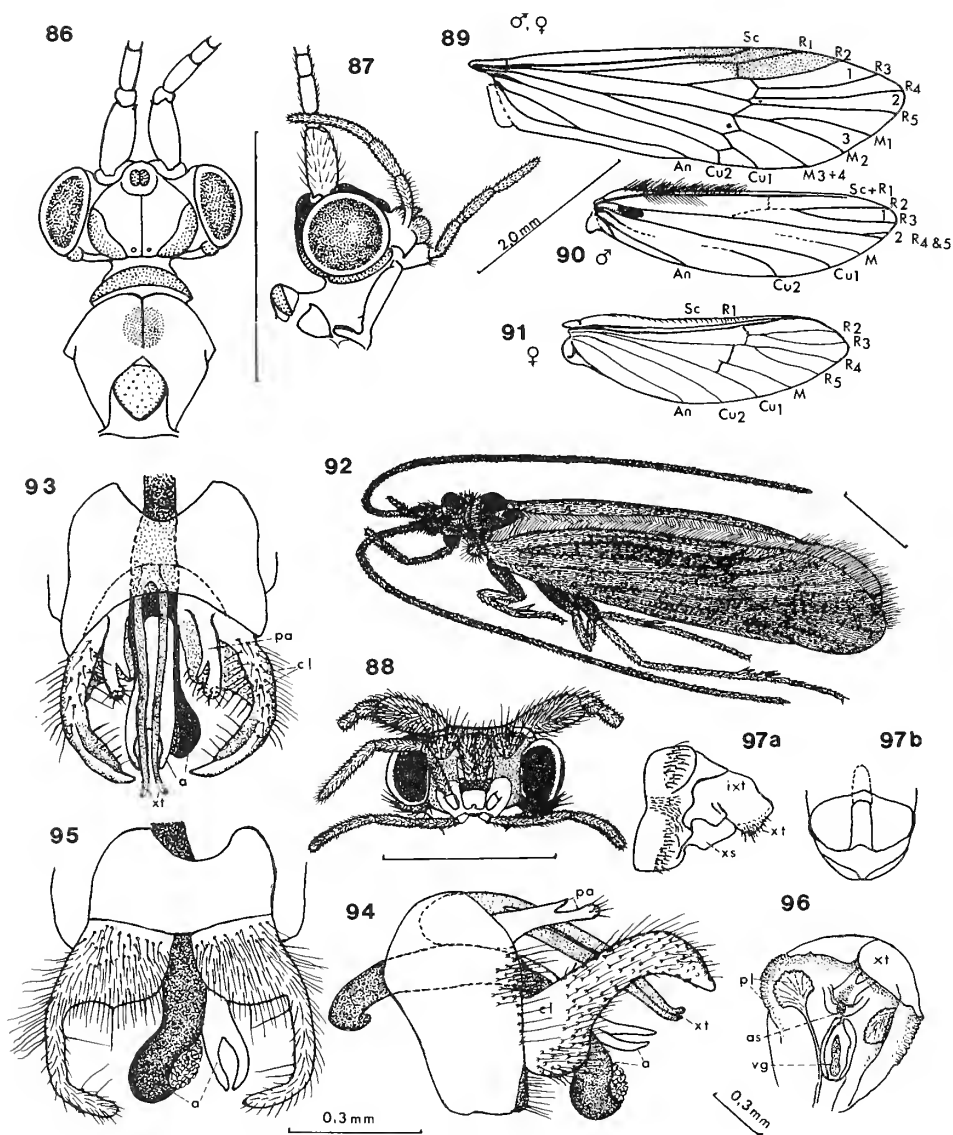 86
87
♂, ♀
89
Sc
R1
R2
1
R3
R4
2
R5
3
M1
M2
M3+4
Cu1
Cu2
An
2,0 mm
90 ♂
Sc+R1
R2
1
R3
2
R4 & 5
M
Cu1
Cu2
An
91
♀
Sc
R1
R2
R3
R4
R5
M
Cu1
Cu2
An
93
pa
cl
a
xt
92
88
97a
ixt
xt
xs
97b
95
a
94
pa
cl
xt
a
96
xt
pl
as
vg
0,3 mm
0,3 mm